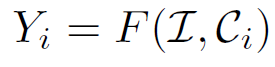 $Y_i = F(\mathcal{I}, \mathcal{C}_i)$